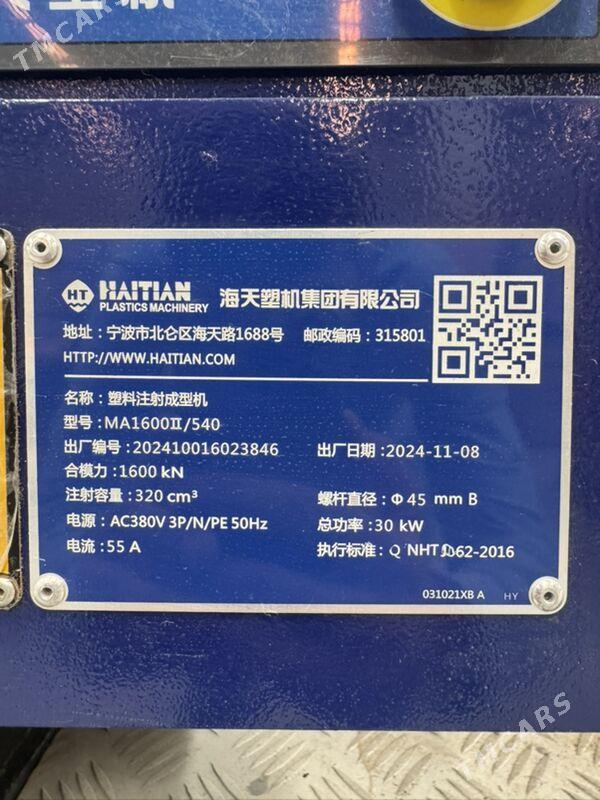 TMCARS
HT HAITIAN 海天塑机集团有限公司
PLASTICS MACHINERY
地址：宁波市北仑区海天路1688号 邮政编码：315801
HTTP://WWW.HAITIAN.COM
名称：塑料注射成型机
型号：MA1600Ⅱ/540
出厂编号：202410016023846 出厂日期：2024-11-08
合模力：1600 kN
注射容量：320 cm³ 螺杆直径：Φ 45 mm B
电源：AC380V 3P/N/PE 50Hz 总功率：30 kW
电流：55 A 执行标准：
031021XB A HY
TMCARS